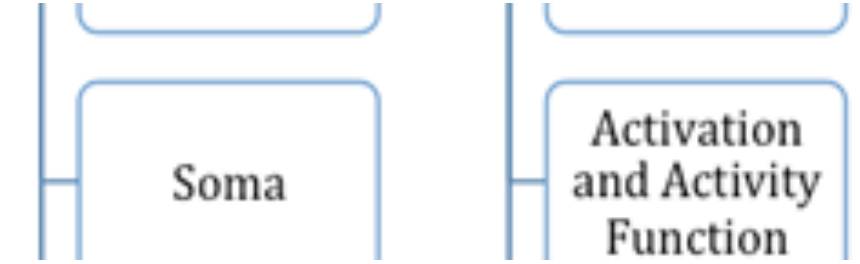 Soma
Activation
and Activity
Function